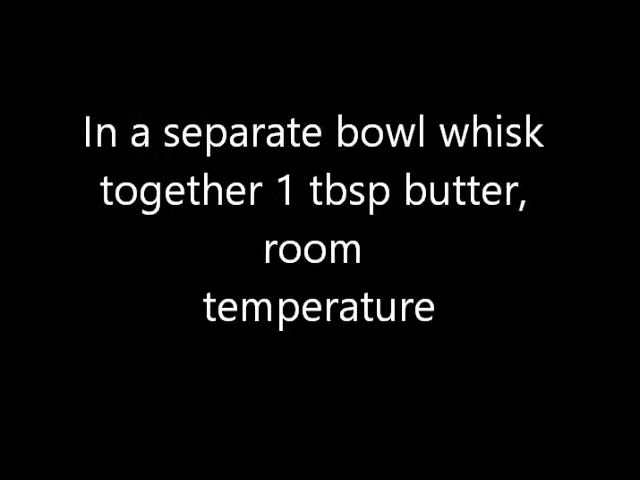 In a separate bowl whisk
together 1 tbsp butter,
room
temperature